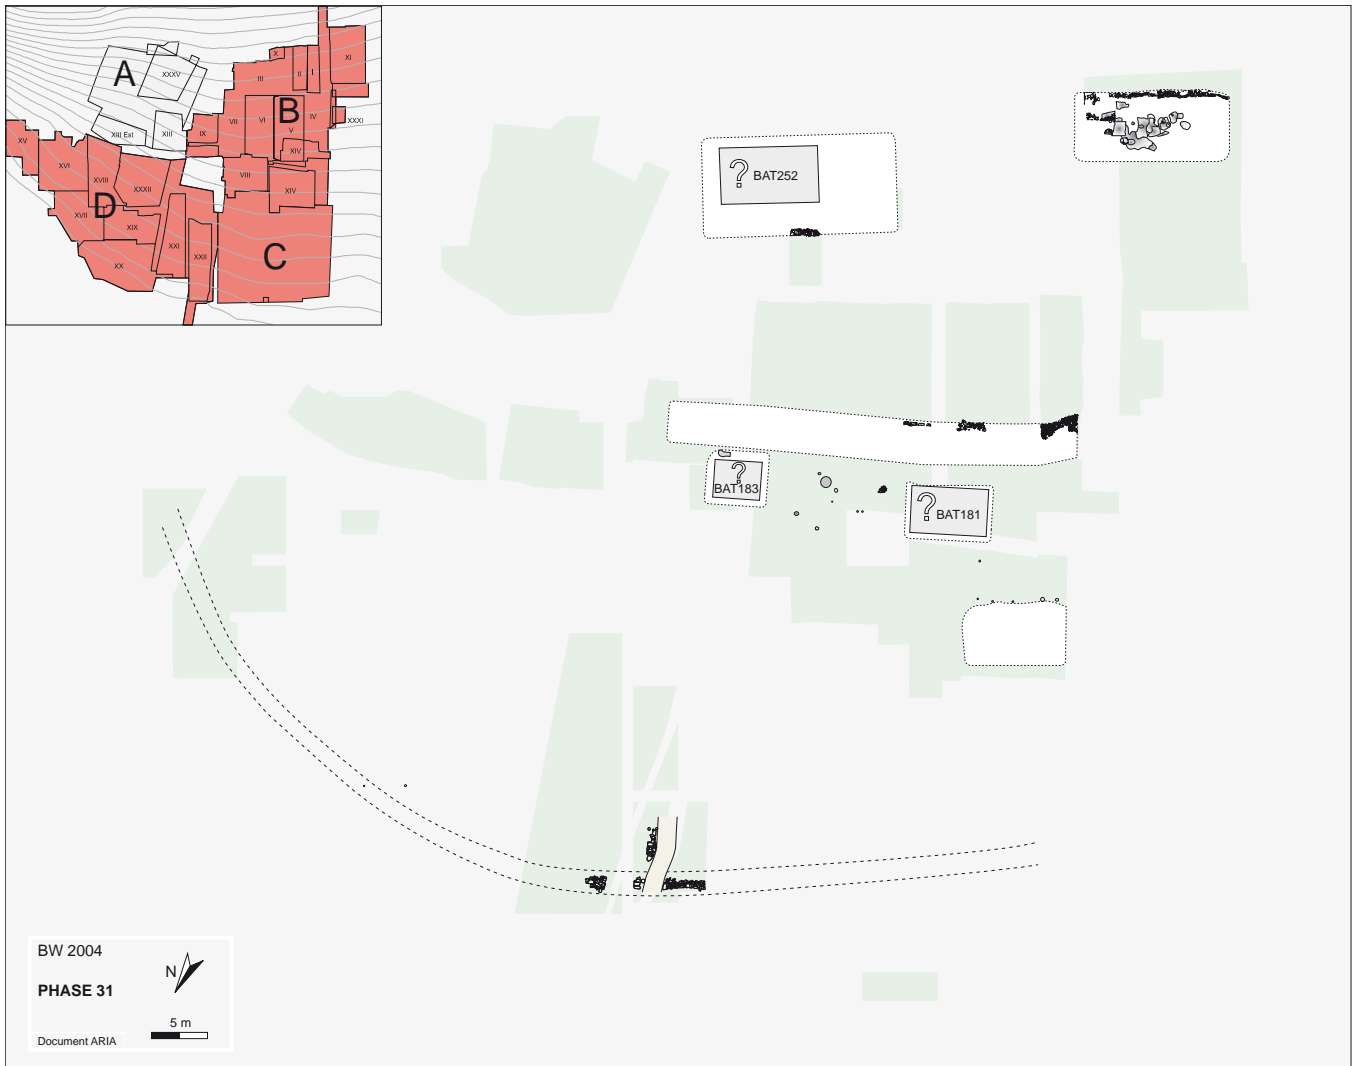 A
XXXV
XIII Est
XIII
X
XI
III
II
I
B
IX
VII
VI
V
IV
XXXI
XIV
XV
XVI
XVIII
XXXII
VIII
XIV
D
XVII
XIX
XX
XXI
XXII
C
? BAT252
?
BAT183
? BAT181
BW 2004
N
PHASE 31
5 m
Document ARIA